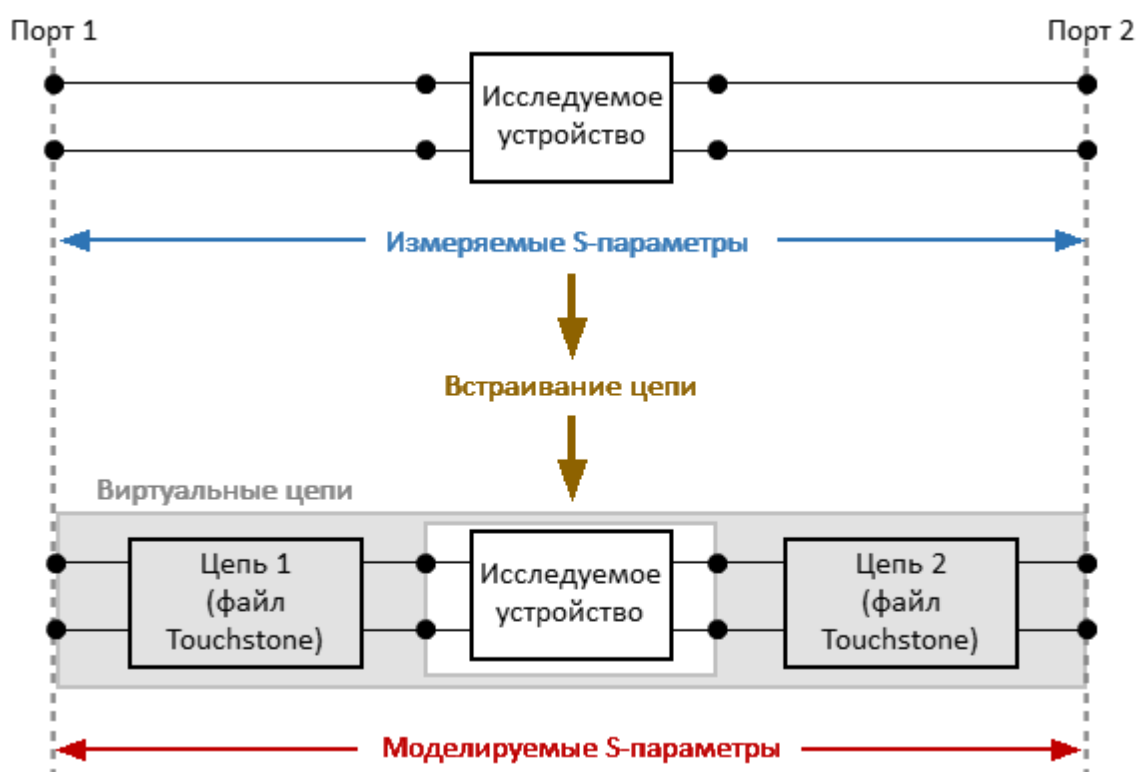 Порт 1
Порт 2
Исследуемое
устройство
Измеряемые S-параметры
Встраивание цепи
Виртуальные цепи
Цепь 1
(файл
Touchstone)
Исследуемое
устройство
Цепь 2
(файл
Touchstone)
Моделируемые S-параметры